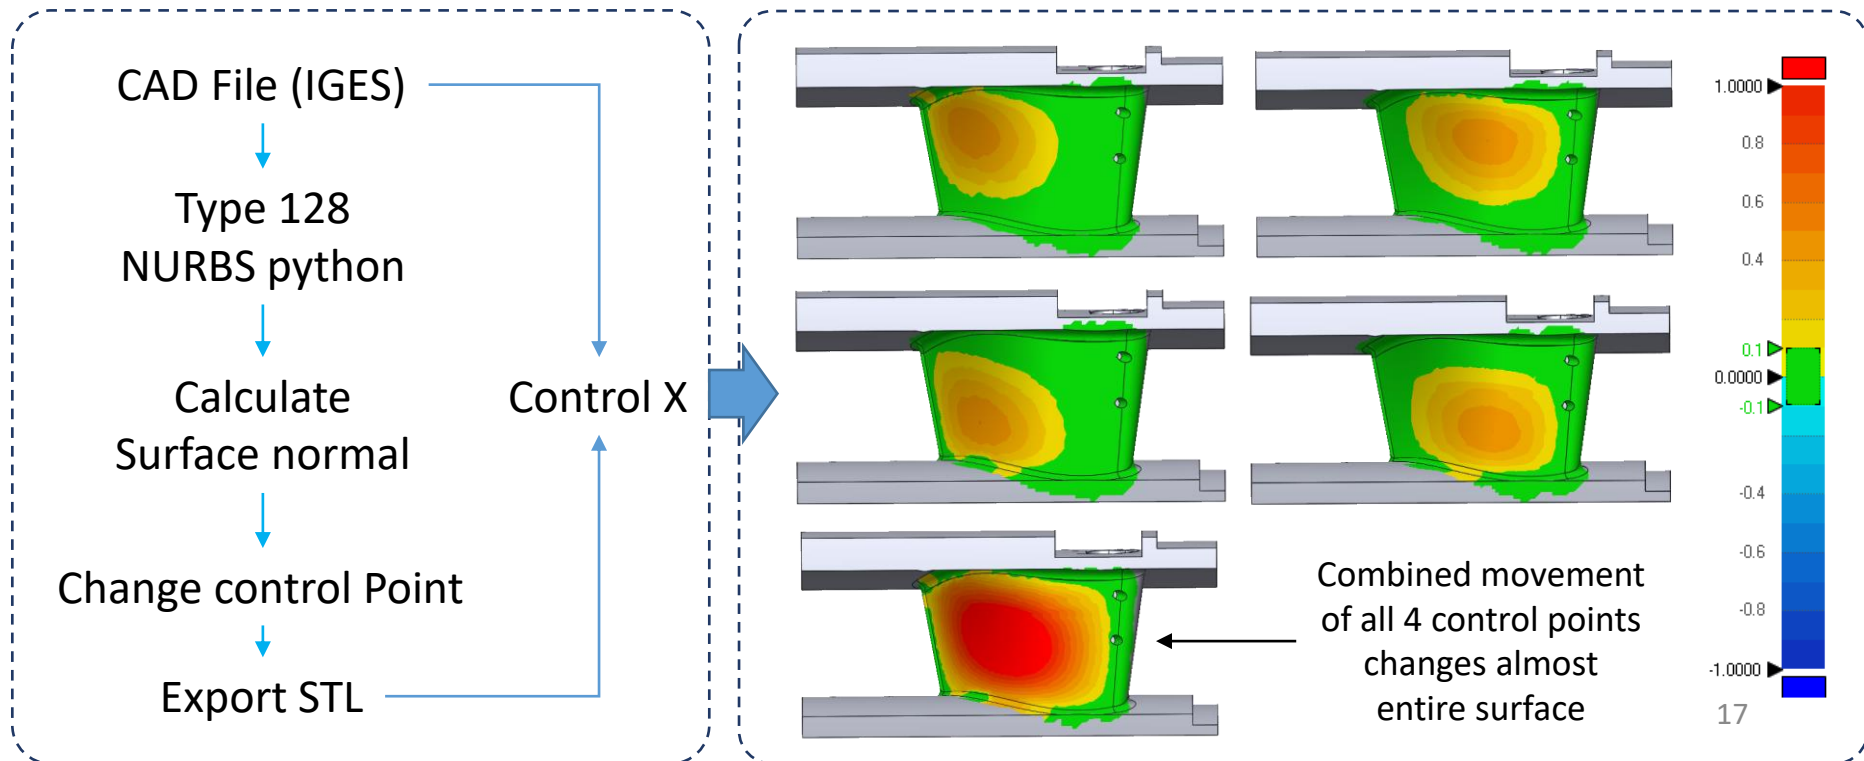 CAD File (IGES)
Type 128
NURBS python
Calculate
Surface normal
Change control Point
Export STL
Control X
Combined movement
of all 4 control points
changes almost
entire surface
1.0000
0.8
0.6
0.4
0.1
0.0000
-0.1
-0.4
-0.6
-0.8
-1.0000
17